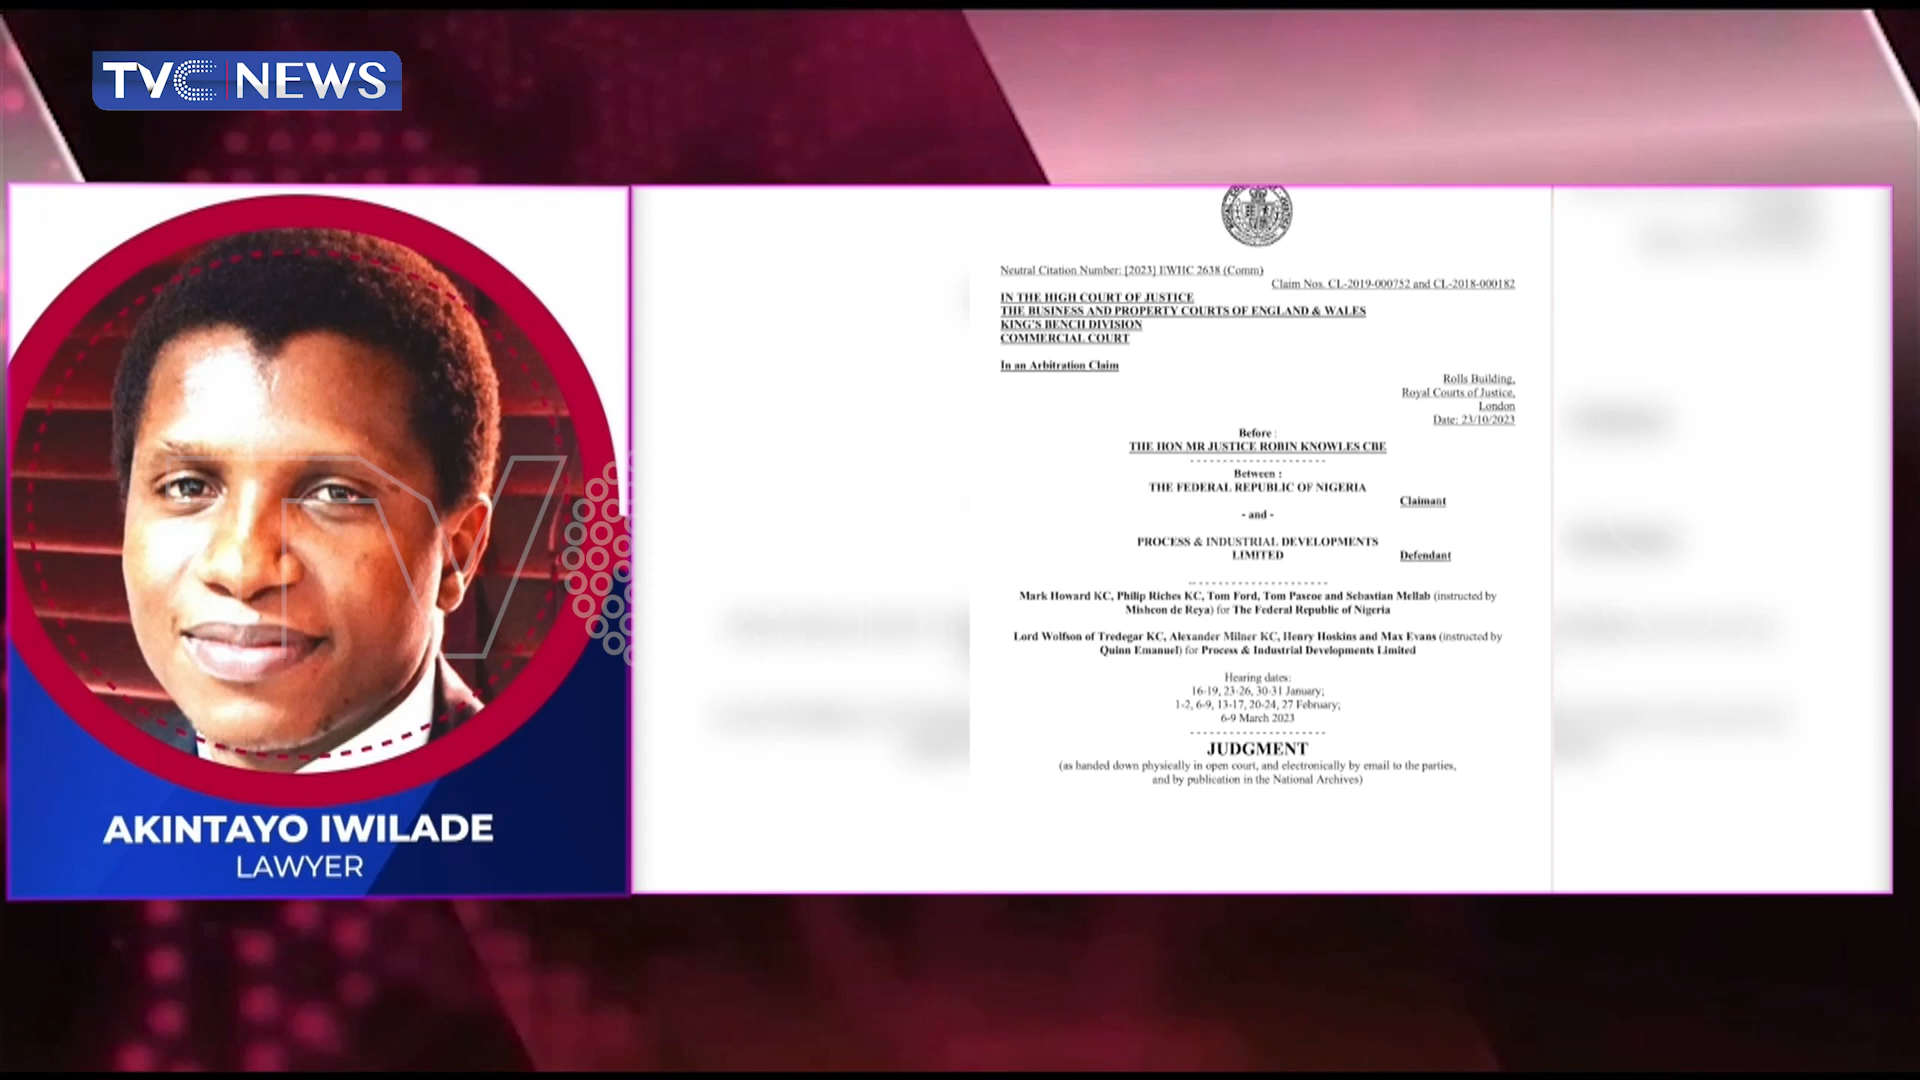 TVC NEWS
AKINTAYO IWILADE
LAWYER
Neutral Citation Number: [2023] EWHC 2638 (Comm)
Claim Nos. CL-2019-000752 and CL-2018-000182
IN THE HIGH COURT OF JUSTICE
THE BUSINESS AND PROPERTY COURTS OF ENGLAND & WALES
KING'S BENCH DIVISION
COMMERCIAL COURT
In an Arbitration Claim
Rolls Building,
Royal Courts of Justice,
London
Date: 23/10/2023
Before :
THE HON MR JUSTICE ROBIN KNOWLES CBE
- - - - - - - - - - - - - - - - - - - - -
Between :
THE FEDERAL REPUBLIC OF NIGERIA
Claimant
- and -
PROCESS & INDUSTRIAL DEVELOPMENTS
LIMITED Defendant
- - - - - - - - - - - - - - - - - - - - -
Mark Howard KC, Philip Riches KC, Tom Ford, Tom Pascoe and Sebastian Mellab (instructed by
Mishcon de Reya) for The Federal Republic of Nigeria
Lord Wolfson of Tredegar KC, Alexander Milner KC, Henry Hoskins and Max Evans (instructed by
Quinn Emanuel) for Process & Industrial Developments Limited
Hearing dates:
16-19, 23-26, 30-31 January;
1-2, 6-9, 13-17, 20-24, 27 February;
6-9 March 2023
- - - - - - - - - - - - - - - - - - - - -
JUDGMENT
(as handed down physically in open court, and electronically by email to the parties,
and by publication in the National Archives)